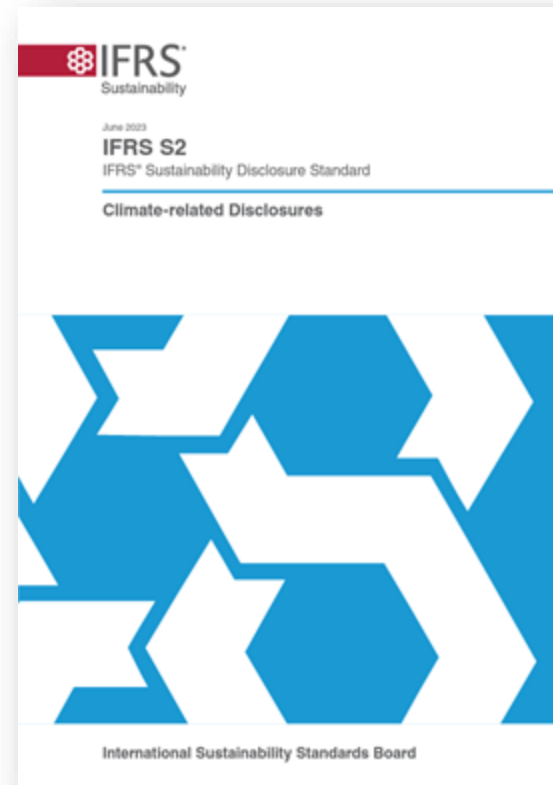 IFRS®
Sustainability
June 2023
IFRS S2
IFRS® Sustainability Disclosure Standard
Climate-related Disclosures
International Sustainability Standards Board